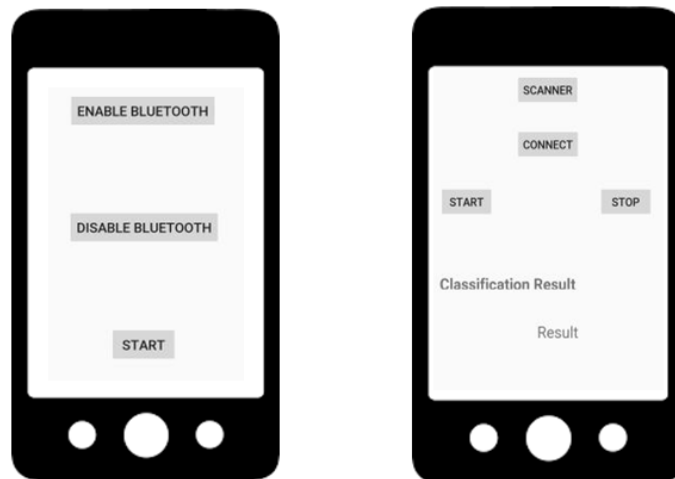 ENABLE BLUETOOTH
DISABLE BLUETOOTH
START
SCANNER
CONNECT
START STOP
Classification Result
Result